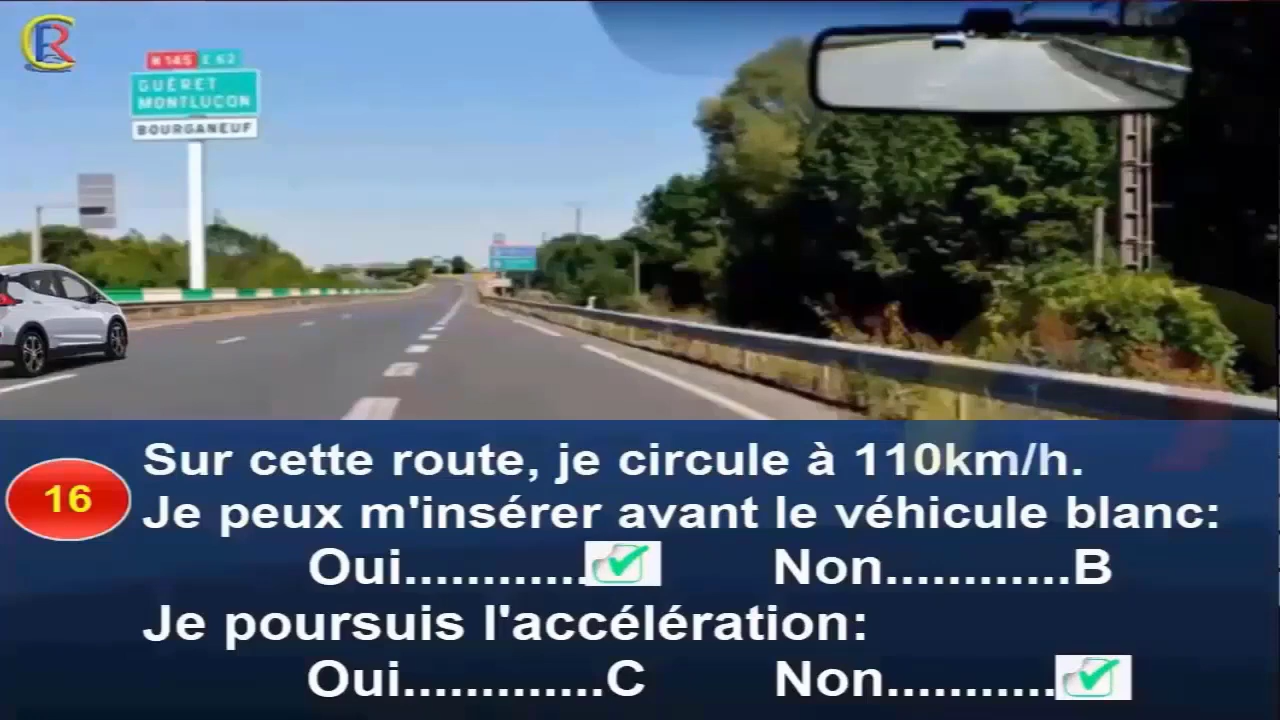 CR
N 145 E 62
GUÉRET
MONTLUÇON
BOURGANEUF
16
Sur cette route, je circule à 110km/h.
Je peux m'insérer avant le véhicule blanc:
Oui............ Non............B
Je poursuis l'accélération:
Oui.............C Non...........